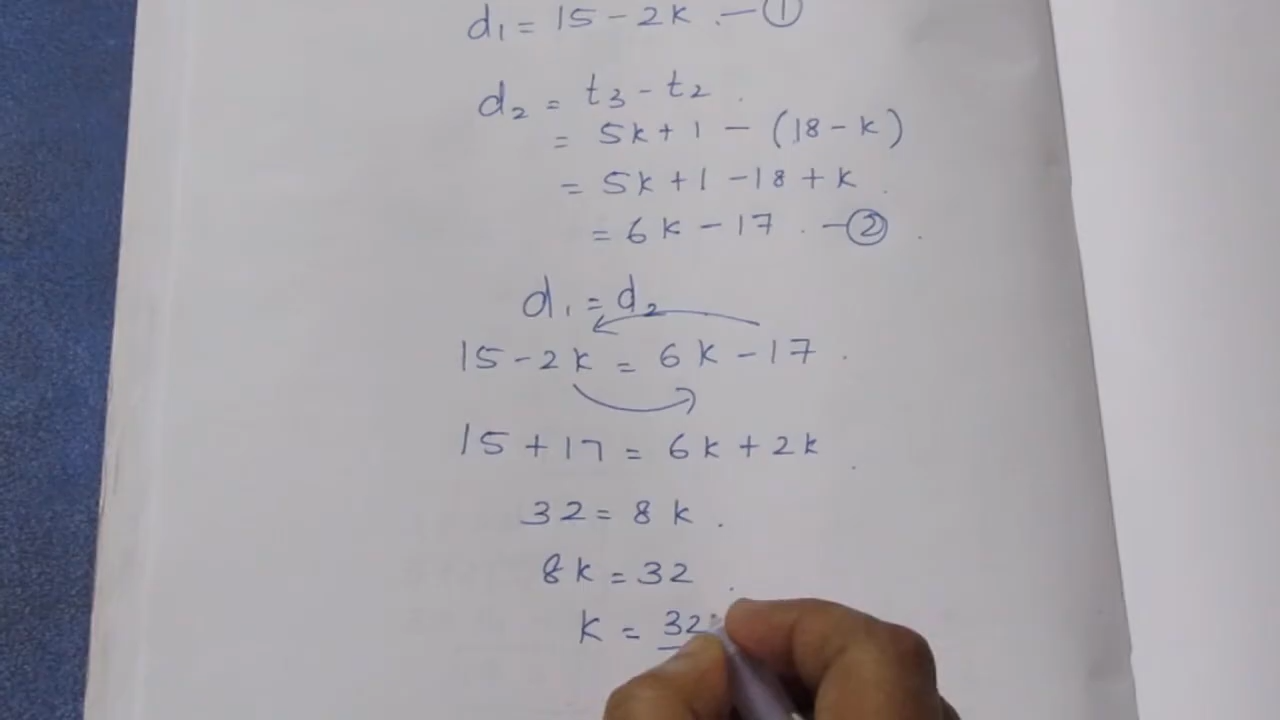 d₁ = 15 - 2k . — ①
d₂ = t₃ - t₂ .
= 5k + 1 - (18 - k)
= 5k + 1 - 18 + k .
= 6k - 17 . — ② .
d₁ = d₂
15 - 2k = 6k - 17 .
15 + 17 = 6k + 2k .
32 = 8k .
8k = 32 .
k = 32